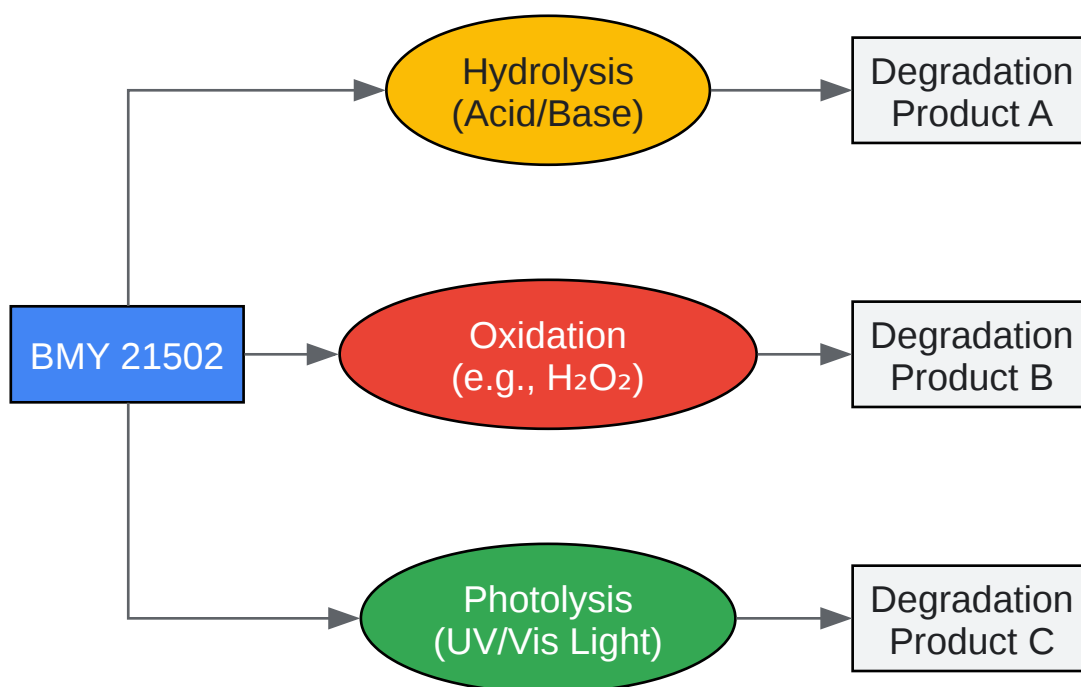 Hydrolysis
(Acid/Base)
Degradation
Product A
BMY 21502
Oxidation
(e.g., H₂O₂)
Degradation
Product B
Photolysis
(UV/Vis Light)
Degradation
Product C